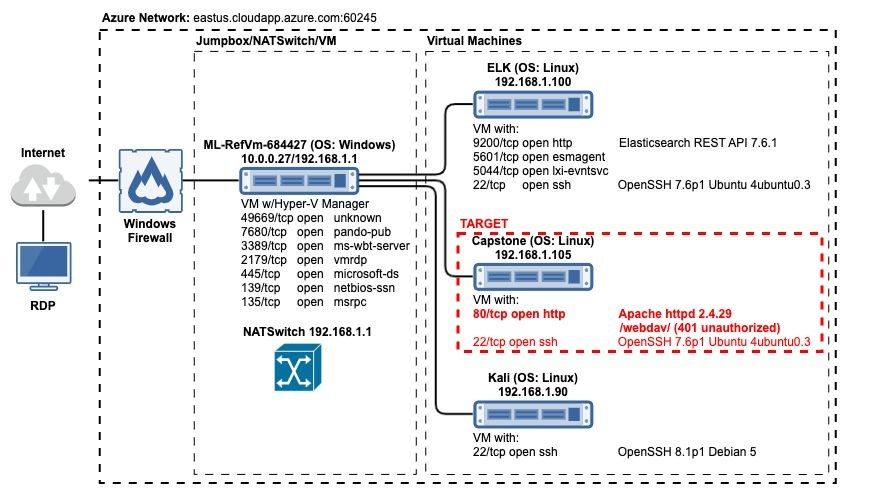 Azure Network: eastus.cloudapp.azure.com:60245
Jumpbox/NATSwitch/VM
Virtual Machines
Internet
RDP
Windows
Firewall
ML-RefVm-684427 (OS: Windows)
10.0.0.27/192.168.1.1
VM w/Hyper-V Manager
49669/tcp open unknown
7680/tcp open pando-pub
3389/tcp open ms-wbt-server
2179/tcp open vmrdp
445/tcp open microsoft-ds
139/tcp open netbios-ssn
135/tcp open msrpc
NATSwitch 192.168.1.1
ELK (OS: Linux)
192.168.1.100
VM with:
9200/tcp open http Elasticsearch REST API 7.6.1
5601/tcp open esmagent
5044/tcp open lxi-evntsvc
22/tcp open ssh OpenSSH 7.6p1 Ubuntu 4ubuntu0.3
TARGET
Capstone (OS: Linux)
192.168.1.105
VM with:
80/tcp open http Apache httpd 2.4.29
/webdav/ (401 unauthorized)
22/tcp open ssh OpenSSH 7.6p1 Ubuntu 4ubuntu0.3
Kali (OS: Linux)
192.168.1.90
VM with:
22/tcp open ssh OpenSSH 8.1p1 Debian 5